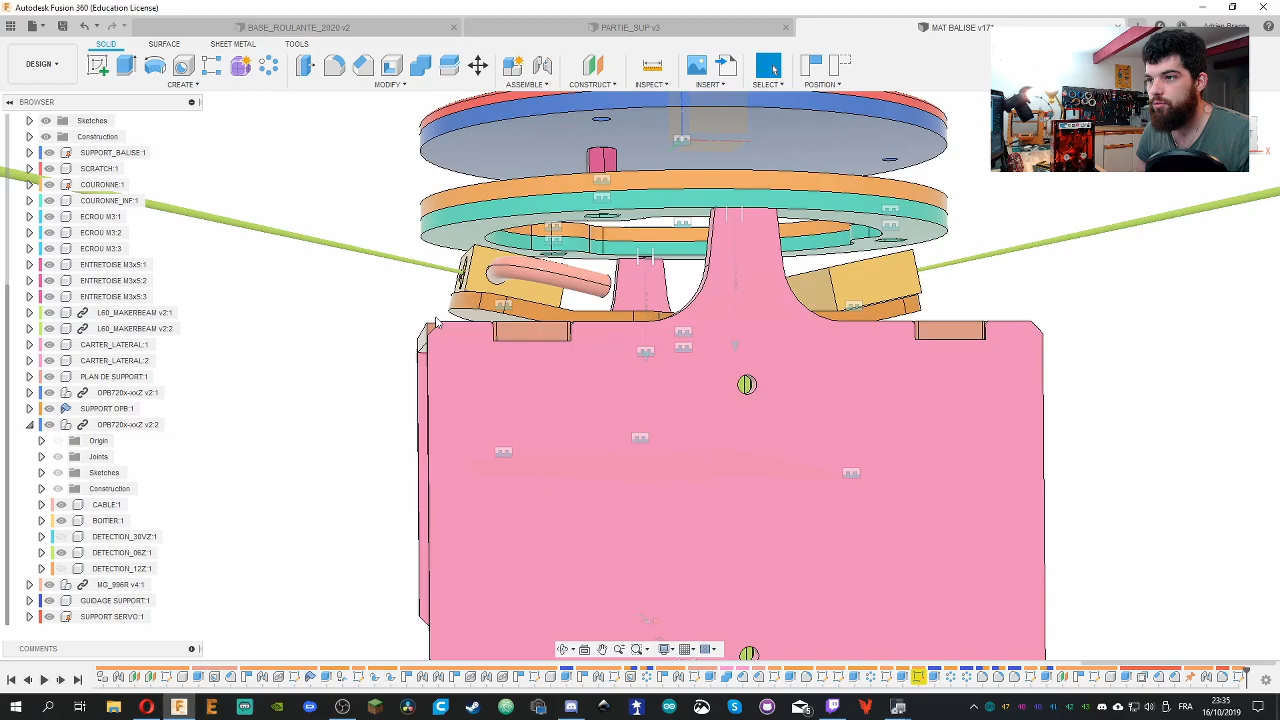 Autodesk Fusion 360 (Education License)
BASE_ROULANTE_2020 v2
PARTIE_SUP v3
MAT BALISE v17*
DESIGN
SOLID
SURFACE
SHEET METAL
TOOLS
CREATE
MODIFY
ASSEMBLE
CONSTRUCT
INSPECT
INSERT
SELECT
POSITION
BROWSER
Sketches
Construction
SUPPORT_BALISE:1
SCRATCH:1
COURONNE:1
COURONNE_INF:1
ECROU M3:1
ECROU M3:2
ECROU M3:3
ENTRETOISE M3x5:1
ENTRETOISE M3x5:2
ENTRETOISE M3x5:3
L60_MAKERBEAM v2:1
L60_MAKERBEAM v2:2
CARTER_LATERAL:1
CARTER_LATERAL:2
PLAN DE SUPPORT:1
OPB720x-xxZ v2:1
SUPPORT OPB:1
OPB720x-xxZ v2:2
Origin
Joints
Sketches
Construction
CABLE:1
BOITIER:1
DETECTION_30VZ:1
DETECTION_06Z:1
DETECTION_12Z:1
MG_996R v4:1
GUIDAGE SUPPORT:1
SUPPORT SERVO:1
COMMENTS
X
FRA
23:35
16/10/2019